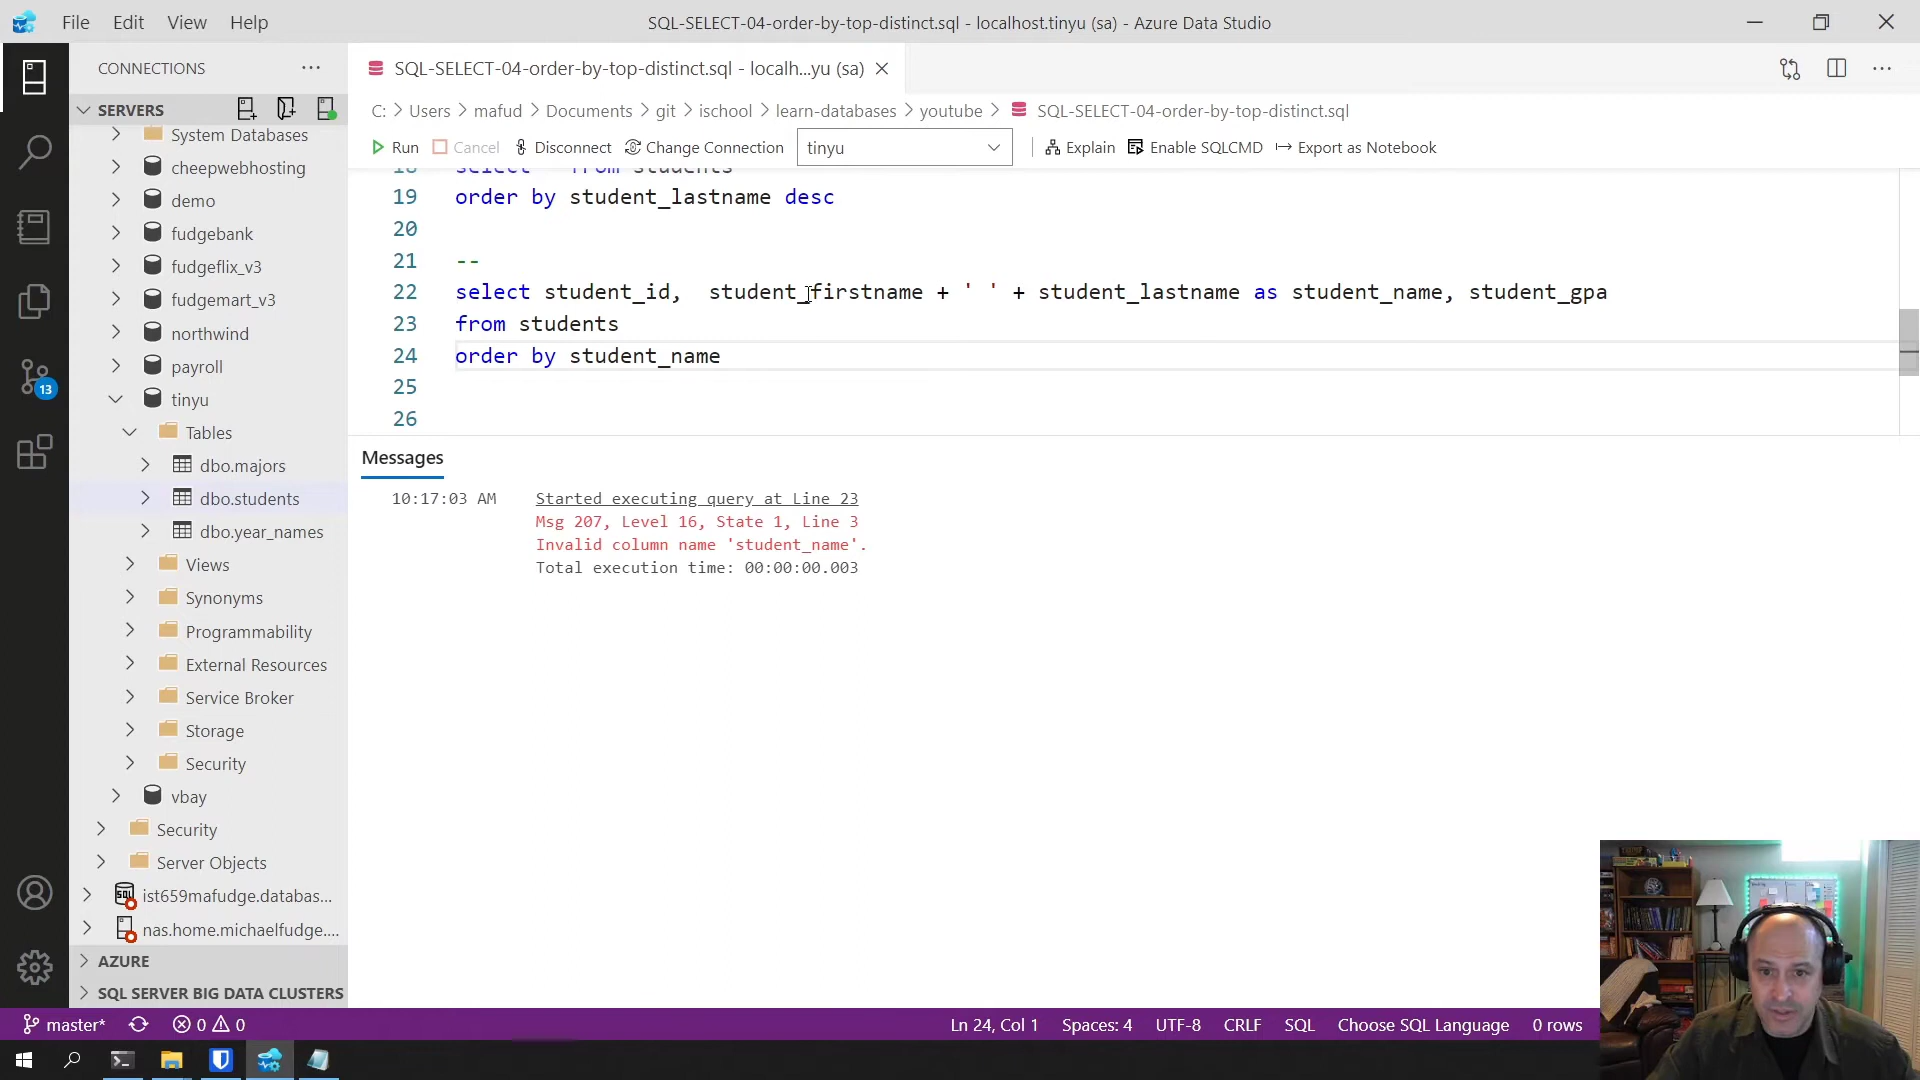 File Edit View Help
SQL-SELECT-04-order-by-top-distinct.sql - localhost.tinyu (sa) - Azure Data Studio
CONNECTIONS
SQL-SELECT-04-order-by-top-distinct.sql - localh...yu (sa)
SERVERS
C: > Users > mafud > Documents > git > ischool > learn-databases > youtube > SQL-SELECT-04-order-by-top-distinct.sql
Run Cancel Disconnect Change Connection tinyu Explain Enable SQLCMD Export as Notebook
System Databases
cheepwebhosting
demo
fudgebank
fudgeflix_v3
fudgemart_v3
northwind
payroll
tinyu
Tables
dbo.majors
dbo.students
dbo.year_names
Views
Synonyms
Programmability
External Resources
Service Broker
Storage
Security
vbay
Security
Server Objects
ist659mafudge.databas...
nas.home.michaelfudge....
AZURE
SQL SERVER BIG DATA CLUSTERS
13
18 select * from students
19 order by student_lastname desc
20
21 --
22 select student_id,  student_firstname + ' ' + student_lastname as student_name, student_gpa
23 from students
24 order by student_name
25
26
Messages
10:17:03 AM Started executing query at Line 23
Msg 207, Level 16, State 1, Line 3
Invalid column name 'student_name'.
Total execution time: 00:00:00.003
master* 0 0 Ln 24, Col 1 Spaces: 4 UTF-8 CRLF SQL Choose SQL Language 0 rows